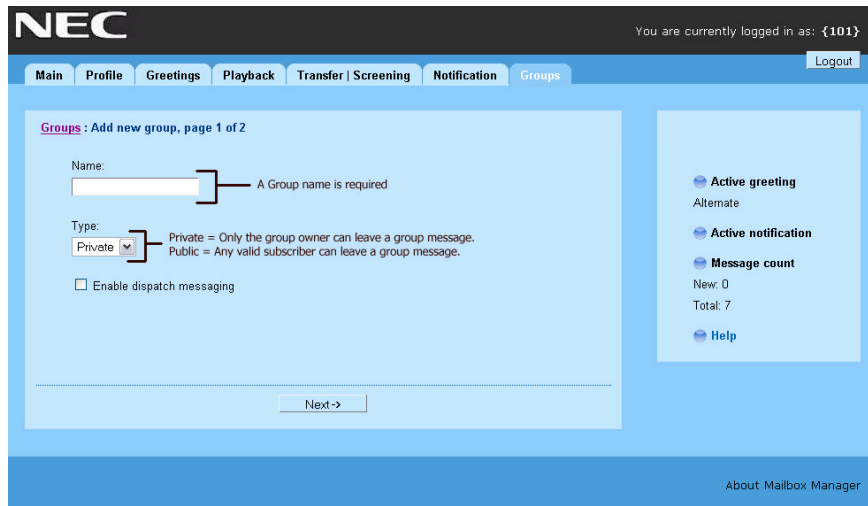 NEC
You are currently logged in as: {101}
Logout
Main Profile Greetings Playback Transfer | Screening Notification Groups
Groups : Add new group, page 1 of 2
Name:
A Group name is required
Type:
Private
Private = Only the group owner can leave a group message.
Public = Any valid subscriber can leave a group message.
Enable dispatch messaging
Next->
Active greeting
Alternate
Active notification
Message count
New: 0
Total: 7
Help
About Mailbox Manager